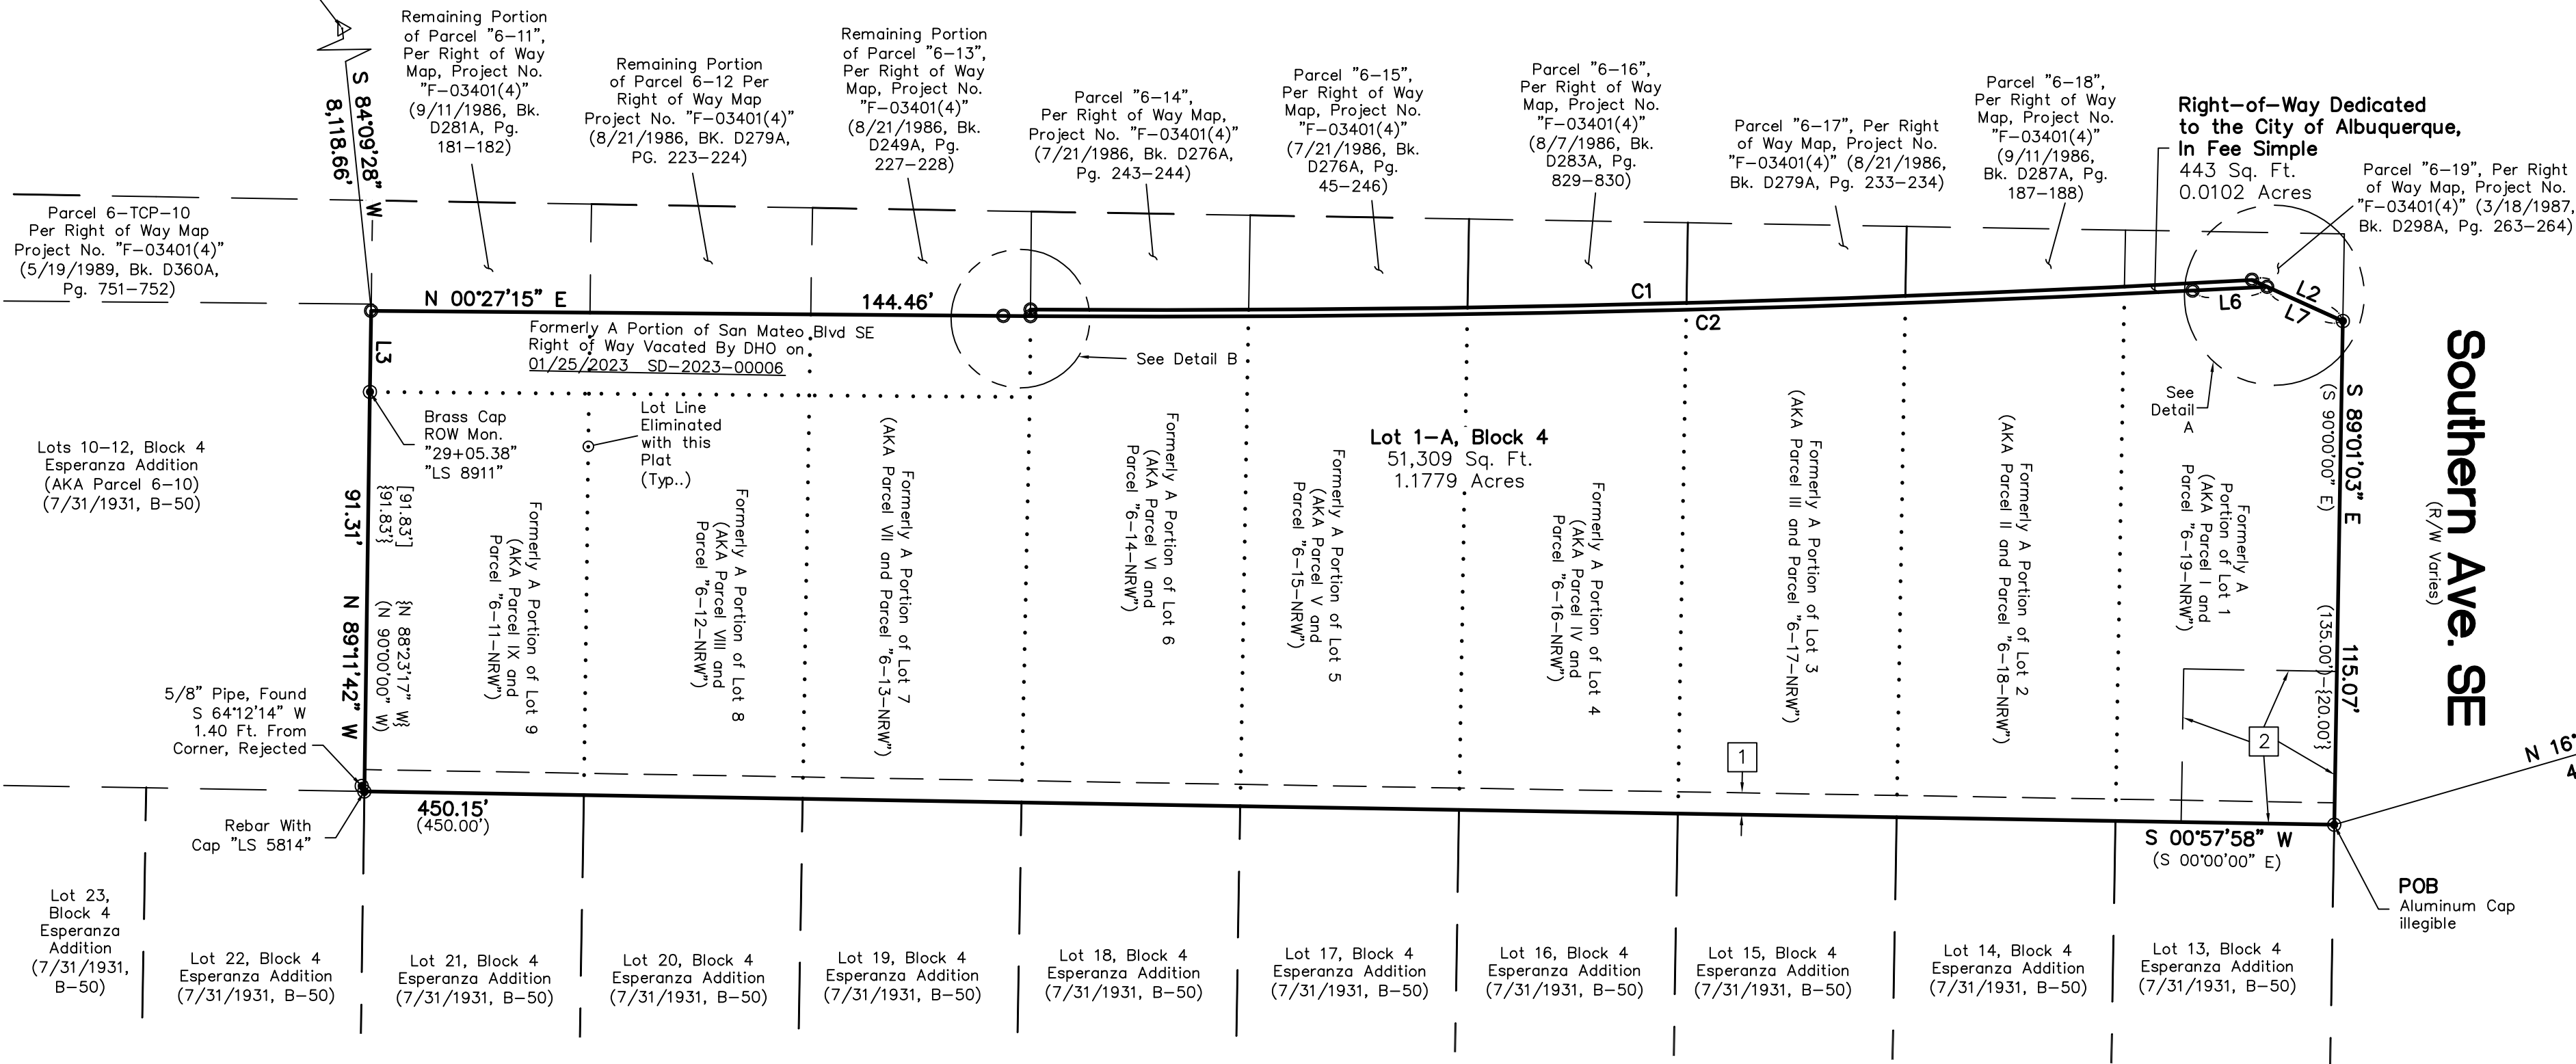 S 84°09'28" W
8,118.66'
Remaining Portion
of Parcel "6-11",
Per Right of Way
Map, Project No.
"F-03401(4)"
(9/11/1986, Bk.
D281A, Pg.
181-182)
Remaining Portion
of Parcel 6-12 Per
Right of Way Map
Project No. "F-03401(4)"
(8/21/1986, BK. D279A,
PG. 223-224)
Remaining Portion
of Parcel "6-13",
Per Right of Way
Map, Project No.
"F-03401(4)"
(8/21/1986, Bk.
D249A, Pg.
227-228)
Parcel "6-14",
Per Right of Way Map,
Project No. "F-03401(4)"
(7/21/1986, Bk. D276A,
Pg. 243-244)
Parcel "6-15",
Per Right of Way
Map, Project No.
"F-03401(4)"
(7/21/1986, Bk.
D276A, Pg.
45-246)
Parcel "6-16",
Per Right of Way
Map, Project No.
"F-03401(4)"
(8/7/1986, Bk.
D283A, Pg.
829-830)
Parcel "6-17", Per Right
of Way Map, Project No.
"F-03401(4)" (8/21/1986,
Bk. D279A, Pg. 233-234)
Parcel "6-18",
Per Right of Way
Map, Project No.
"F-03401(4)"
(9/11/1986,
Bk. D287A, Pg.
187-188)
Right-of-Way Dedicated
to the City of Albuquerque,
In Fee Simple
443 Sq. Ft.
0.0102 Acres
Parcel "6-19", Per Right
of Way Map, Project No.
"F-03401(4)" (3/18/1987,
Bk. D298A, Pg. 263-264)
Parcel 6-TCP-10
Per Right of Way Map
Project No. "F-03401(4)"
(5/19/1989, Bk. D360A,
Pg. 751-752)
N 00°27'15" E
144.46'
C1
C2
L6
L2
L7
L3
Formerly A Portion of San Mateo Blvd SE
Right of Way Vacated By DHO on
01/25/2023 SD-2023-00006
See Detail B
See
Detail
A
Brass Cap
ROW Mon.
"29+05.38"
"LS 8911"
Lot Line
Eliminated
with this
Plat
(Typ..)
Lot 1-A, Block 4
51,309 Sq. Ft.
1.1779 Acres
Lots 10-12, Block 4
Esperanza Addition
(AKA Parcel 6-10)
(7/31/1931, B-50)
91.31'
[91.83']
{91.83'}
N 89°11'42" W
{N 88°23'17" W}
(N 90°00'00" W)
Formerly A Portion of Lot 9
(AKA Parcel IX and
Parcel "6-11-NRW")
Formerly A Portion of Lot 8
(AKA Parcel VIII and
Parcel "6-12-NRW")
Formerly A Portion of Lot 7
(AKA Parcel VII and Parcel "6-13-NRW")
Formerly A Portion of Lot 6
(AKA Parcel VI and
Parcel "6-14-NRW")
Formerly A Portion of Lot 5
(AKA Parcel V and
Parcel "6-15-NRW")
Formerly A Portion of Lot 4
(AKA Parcel IV and
Parcel "6-16-NRW")
Formerly A Portion of Lot 3
(AKA Parcel III and Parcel "6-17-NRW")
Formerly A Portion of Lot 2
(AKA Parcel II and Parcel "6-18-NRW")
Formerly A
Portion of Lot 1
(AKA Parcel I and
Parcel "6-19-NRW")
S 89°01'03" E
(S 90°00'00" E)
115.07'
(135.00')-{20.00'}
Southern Ave. SE
(R/W Varies)
1
2
N 16°
4
5/8" Pipe, Found
S 64°12'14" W
1.40 Ft. From
Corner, Rejected
Rebar With
Cap "LS 5814"
450.15'
(450.00')
S 00°57'58" W
(S 00°00'00" E)
POB
Aluminum Cap
illegible
Lot 23,
Block 4
Esperanza
Addition
(7/31/1931,
B-50)
Lot 22, Block 4
Esperanza Addition
(7/31/1931, B-50)
Lot 21, Block 4
Esperanza Addition
(7/31/1931, B-50)
Lot 20, Block 4
Esperanza Addition
(7/31/1931, B-50)
Lot 19, Block 4
Esperanza Addition
(7/31/1931, B-50)
Lot 18, Block 4
Esperanza Addition
(7/31/1931, B-50)
Lot 17, Block 4
Esperanza Addition
(7/31/1931, B-50)
Lot 16, Block 4
Esperanza Addition
(7/31/1931, B-50)
Lot 15, Block 4
Esperanza Addition
(7/31/1931, B-50)
Lot 14, Block 4
Esperanza Addition
(7/31/1931, B-50)
Lot 13, Block 4
Esperanza Addition
(7/31/1931, B-50)